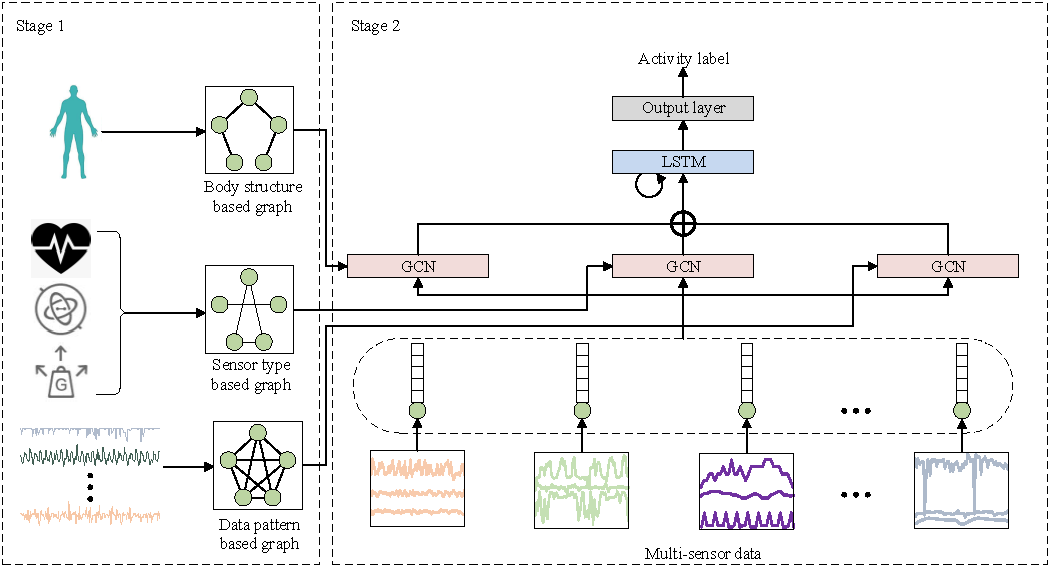 Stage 1
Stage 2
Activity label
Output layer
LSTM
Body structure
based graph
GCN
GCN
GCN
Sensor type
based graph
G
Data pattern
based graph
Multi-sensor data